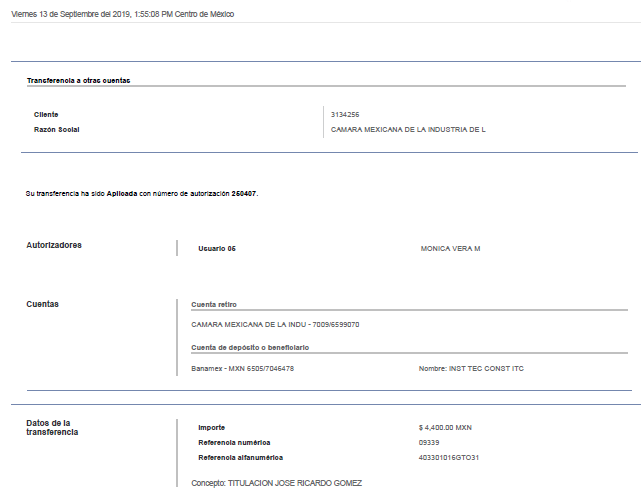 Viernes 13 de Septiembre del 2019, 1:55:08 PM Centro de México
Transferencia a otras cuentas
Cliente 3134256
Razón Social CAMARA MEXICANA DE LA INDUSTRIA DE L
Su transferencia ha sido Aplicada con número de autorización 250407.
Autorizadores Usuario 06 MONICA VERA M
Cuentas Cuenta retiro
CAMARA MEXICANA DE LA INDU - 7009/6599070
Cuenta de depósito o beneficiario
Banamex - MXN 6505/7046478 Nombre: INST TEC CONST ITC
Datos de la transferencia
Importe $ 4,400.00 MXN
Referencia numérica 09339
Referencia alfanumérica 403301016GTO31
Concepto: TITULACION JOSE RICARDO GOMEZ